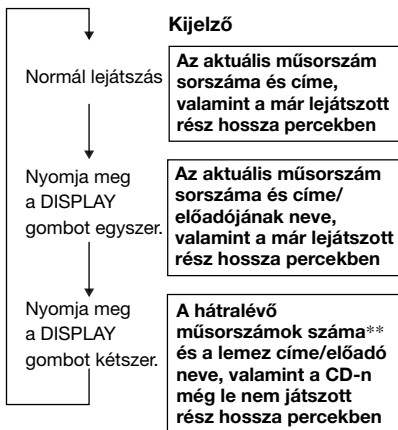 Kijelző
Normál lejátszás
Az aktuális műsorszám
sorszáma és címe,
valamint a már lejátszott
rész hossza percekben
Nyomja meg
a DISPLAY
gombot egyszer.
Az aktuális műsorszám
sorszáma és címe/
előadójának neve,
valamint a már lejátszott
rész hossza percekben
Nyomja meg
a DISPLAY
gombot kétszer.
A hátralévő
műsorszámok száma**
és a lemez címe/előadó
neve, valamint a CD-n
még le nem játszott
rész hossza percekben